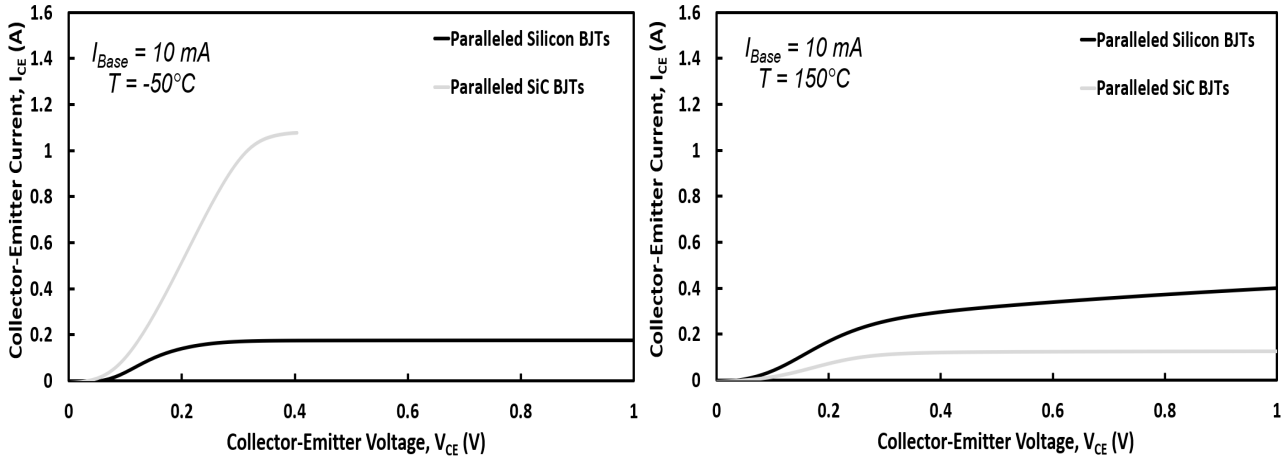 Collector-Emitter Current, I_CE (A)
1.6
1.4
1.2
1
0.8
0.6
0.4
0.2
0
I_Base = 10 mA
T = -50°C
Paralleled Silicon BJTs
Paralleled SiC BJTs
0 0.2 0.4 0.6 0.8 1
Collector-Emitter Voltage, V_CE (V)
Collector-Emitter Current, I_CE (A)
1.6
1.4
1.2
1
0.8
0.6
0.4
0.2
0
I_Base = 10 mA
T = 150°C
Paralleled Silicon BJTs
Paralleled SiC BJTs
0 0.2 0.4 0.6 0.8 1
Collector-Emitter Voltage, V_CE (V)